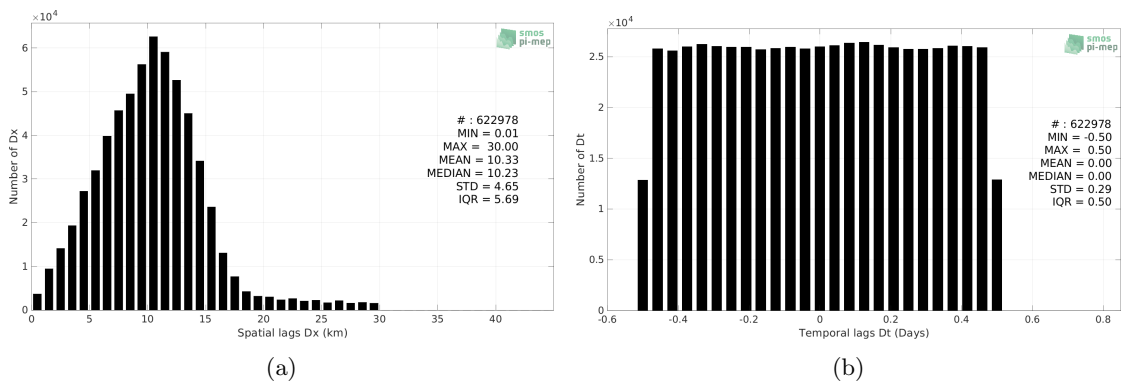 ×10⁴
6
5
4
3
2
1
0
Number of Dx
0 5 10 15 20 25 30 35 40
Spatial lags Dx (km)
smos
pi-mep
# : 622978
MIN = 0.01
MAX = 30.00
MEAN = 10.33
MEDIAN = 10.23
STD = 4.65
IQR = 5.69
(a)
×10⁴
2.5
2
1.5
1
0.5
0
Number of Dt
-0.6 -0.4 -0.2 0 0.2 0.4 0.6 0.8
Temporal lags Dt (Days)
smos
pi-mep
# : 622978
MIN = -0.50
MAX = 0.50
MEAN = 0.00
MEDIAN = 0.00
STD = 0.29
IQR = 0.50
(b)